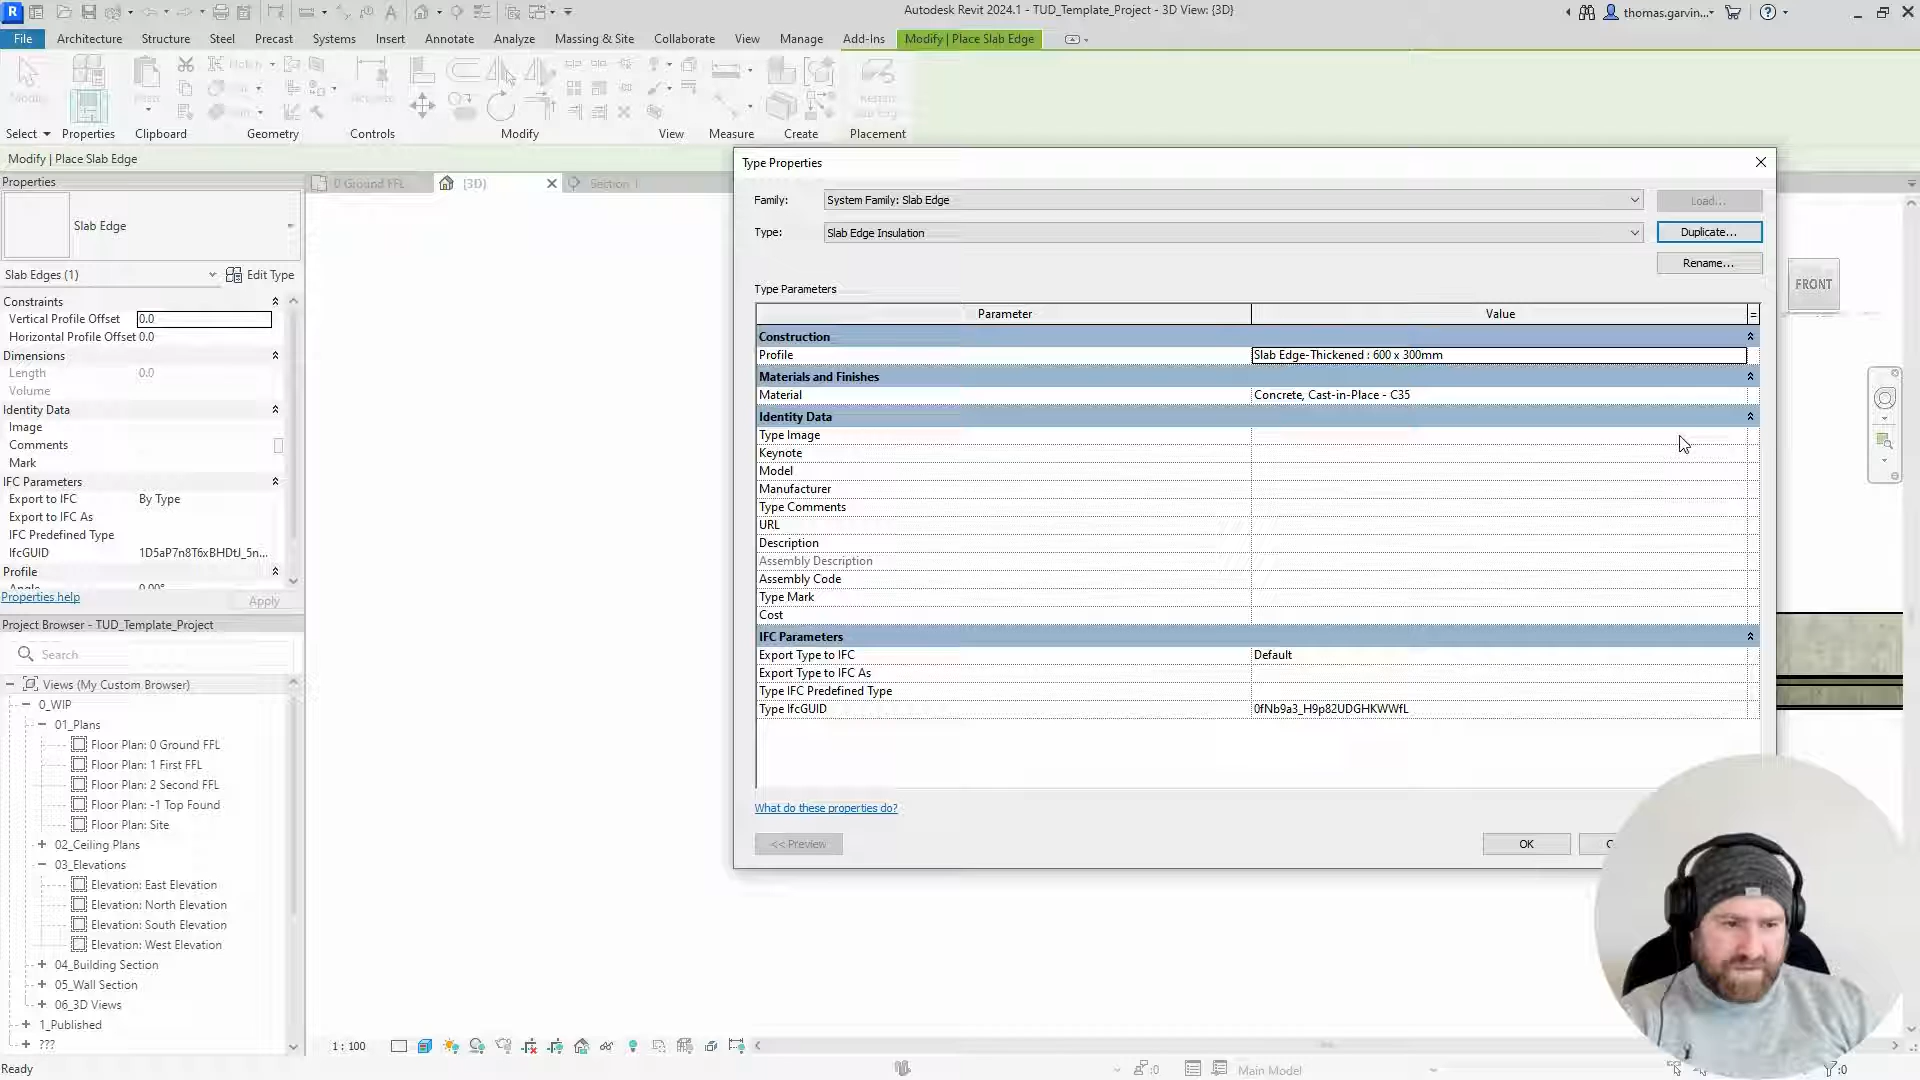 Autodesk Revit 2024.1 - TUD_Template_Project - 3D View: {3D}
thomas.garvin...
File
Architecture
Structure
Steel
Precast
Systems
Insert
Annotate
Analyze
Massing & Site
Collaborate
View
Manage
Add-Ins
Modify | Place Slab Edge
Modify
Select
Properties
Clipboard
Geometry
Controls
Modify
View
Measure
Create
Placement
Modify | Place Slab Edge
Properties
Slab Edge
Slab Edges (1)
Edit Type
Constraints
Vertical Profile Offset 0.0
Horizontal Profile Offset 0.0
Dimensions
Length 0.0
Volume
Identity Data
Image
Comments
Mark
IFC Parameters
Export to IFC By Type
Export to IFC As
IFC Predefined Type
IfcGUID 1D5aP7n8T6xBHDtJ_5n...
Profile
Angle 0.00°
Properties help
Apply
Project Browser - TUD_Template_Project
Search
Views (My Custom Browser)
0_WIP
01_Plans
Floor Plan: 0 Ground FFL
Floor Plan: 1 First FFL
Floor Plan: 2 Second FFL
Floor Plan: -1 Top Found
Floor Plan: Site
02_Ceiling Plans
03_Elevations
Elevation: East Elevation
Elevation: North Elevation
Elevation: South Elevation
Elevation: West Elevation
04_Building Section
05_Wall Section
06_3D Views
1_Published
???
Ready
0 Ground FFL
{3D}
Section 1
Type Properties
Family:
System Family: Slab Edge
Load...
Type:
Slab Edge Insulation
Duplicate...
Rename...
Type Parameters
Parameter
Value
=
Construction
Profile
Slab Edge-Thickened : 600 x 300mm
Materials and Finishes
Material
Concrete, Cast-in-Place - C35
Identity Data
Type Image
Keynote
Model
Manufacturer
Type Comments
URL
Description
Assembly Description
Assembly Code
Type Mark
Cost
IFC Parameters
Export Type to IFC
Default
Export Type to IFC As
Type IFC Predefined Type
Type IfcGUID
0fNb9a3_H9p82UDGHKWWfL
What do these properties do?
<< Preview
OK
FRONT
1 : 100
:0
Main Model
:0